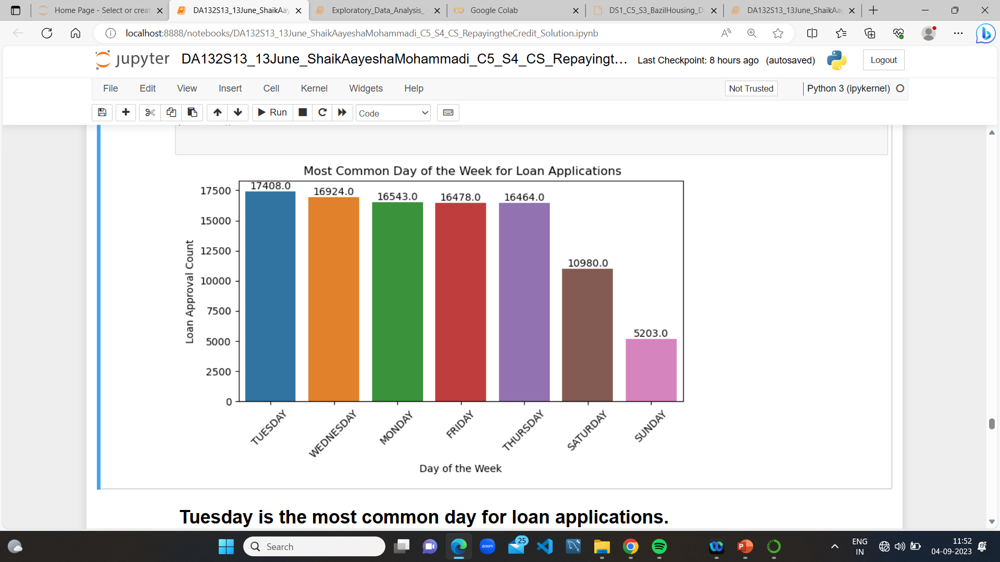 Home Page - Select or creat
DA132S13_13June_ShaikAay
Exploratory_Data_Analysis_
Google Colab
DS1_C5_S3_BazilHousing_D
DA132S13_13June_ShaikAay
localhost:8888/notebooks/DA132S13_13June_ShaikAayeshaMohammadi_C5_S4_CS_RepayingtheCredit_Solution.ipynb
jupyter DA132S13_13June_ShaikAayeshaMohammadi_C5_S4_CS_Repayingt... Last Checkpoint: 8 hours ago (autosaved) Logout
File Edit View Insert Cell Kernel Widgets Help Not Trusted Python 3 (ipykernel)
Run Code
Most Common Day of the Week for Loan Applications
17408.0
16924.0
16543.0
16478.0
16464.0
10980.0
5203.0
17500
15000
12500
10000
7500
5000
2500
0
Loan Approval Count
TUESDAY
WEDNESDAY
MONDAY
FRIDAY
THURSDAY
SATURDAY
SUNDAY
Day of the Week
Tuesday is the most common day for loan applications.
Search
zoom
25
ENG
IN
11:52
04-09-2023